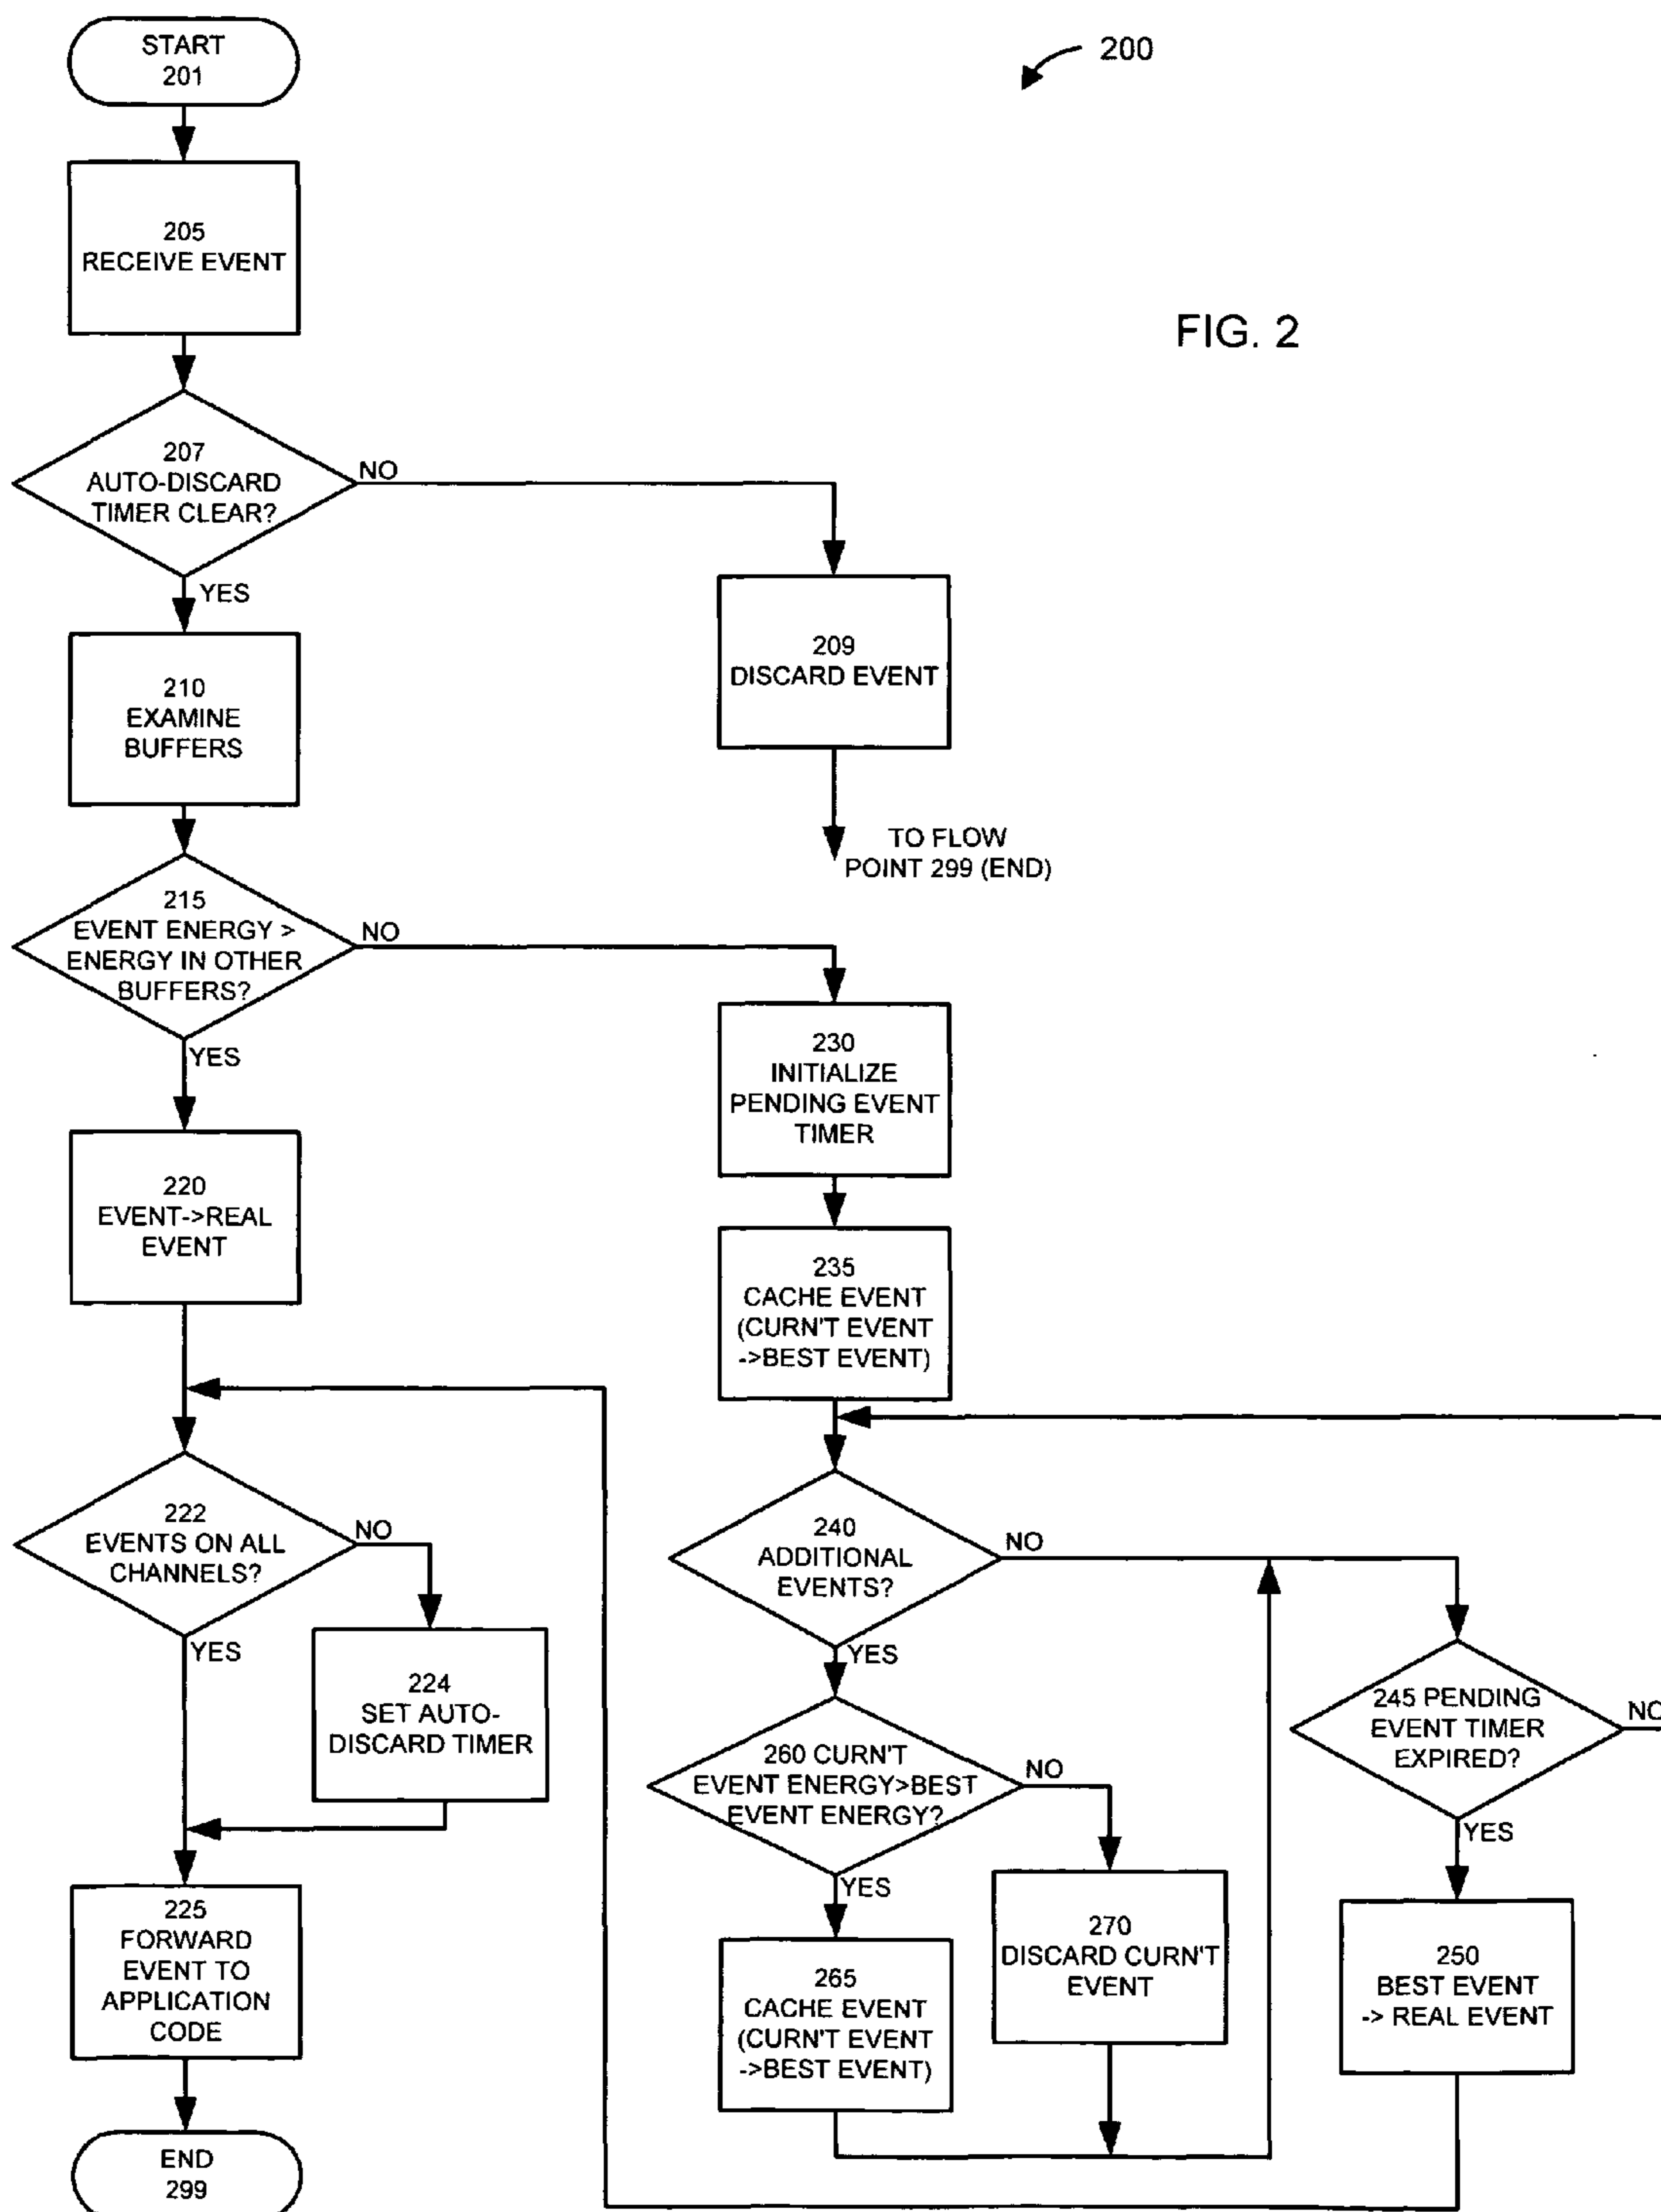 START
201
200
205
RECEIVE EVENT
FIG. 2
207
AUTO-DISCARD
TIMER CLEAR?
NO
YES
209
DISCARD EVENT
210
EXAMINE
BUFFERS
TO FLOW
POINT 299 (END)
215
EVENT ENERGY >
ENERGY IN OTHER
BUFFERS?
NO
YES
230
INITIALIZE
PENDING EVENT
TIMER
220
EVENT->REAL
EVENT
235
CACHE EVENT
(CURN'T EVENT
->BEST EVENT)
222
EVENTS ON ALL
CHANNELS?
NO
YES
224
SET AUTO-
DISCARD TIMER
240
ADDITIONAL
EVENTS?
NO
YES
245 PENDING
EVENT TIMER
EXPIRED?
NO
YES
260 CURN'T
EVENT ENERGY>BEST
EVENT ENERGY?
NO
YES
225
FORWARD
EVENT TO
APPLICATION
CODE
265
CACHE EVENT
(CURN'T EVENT
->BEST EVENT)
270
DISCARD CURN'T
EVENT
250
BEST EVENT
-> REAL EVENT
END
299